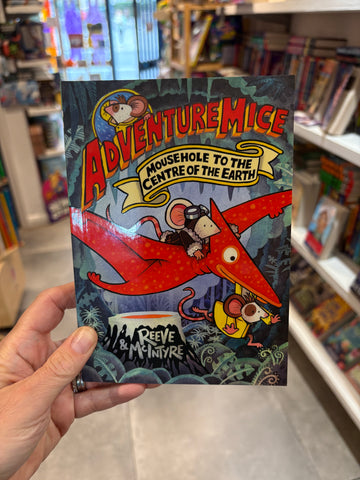 ADVENTURE MICE
MOUSEHOLE TO THE
CENTRE OF THE EARTH
REEVE
& McINTYRE